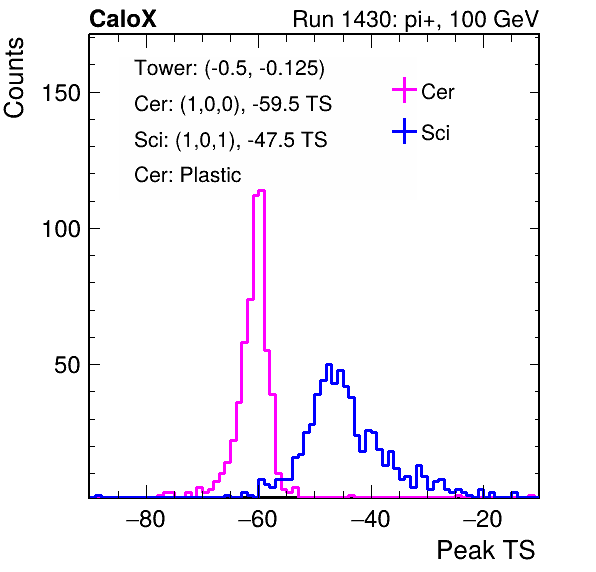 CaloX Run 1430: pi+, 100 GeV
Counts
Tower: (-0.5, -0.125)
Cer: (1,0,0), -59.5 TS
Sci: (1,0,1), -47.5 TS
Cer: Plastic
Cer
Sci
150
100
50
−80 −60 −40 −20
Peak TS